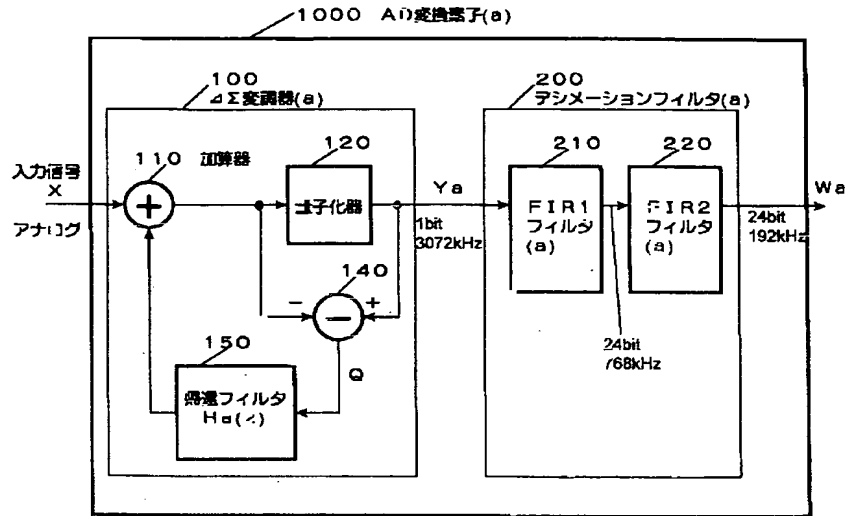 1000 AD変換素子(a)
100
ΔΣ変調器(a)
200
デシメーションフィルタ(a)
110 加算器
120
210
220
入力信号
X
アナログ
+
量子化器
Ya
1bit
3072kHz
FIR1
フィルタ
(a)
FIR2
フィルタ
(a)
Wa
24bit
192kHz
140
- +
−
24bit
768kHz
150
Q
帰還フィルタ
Ha(z)